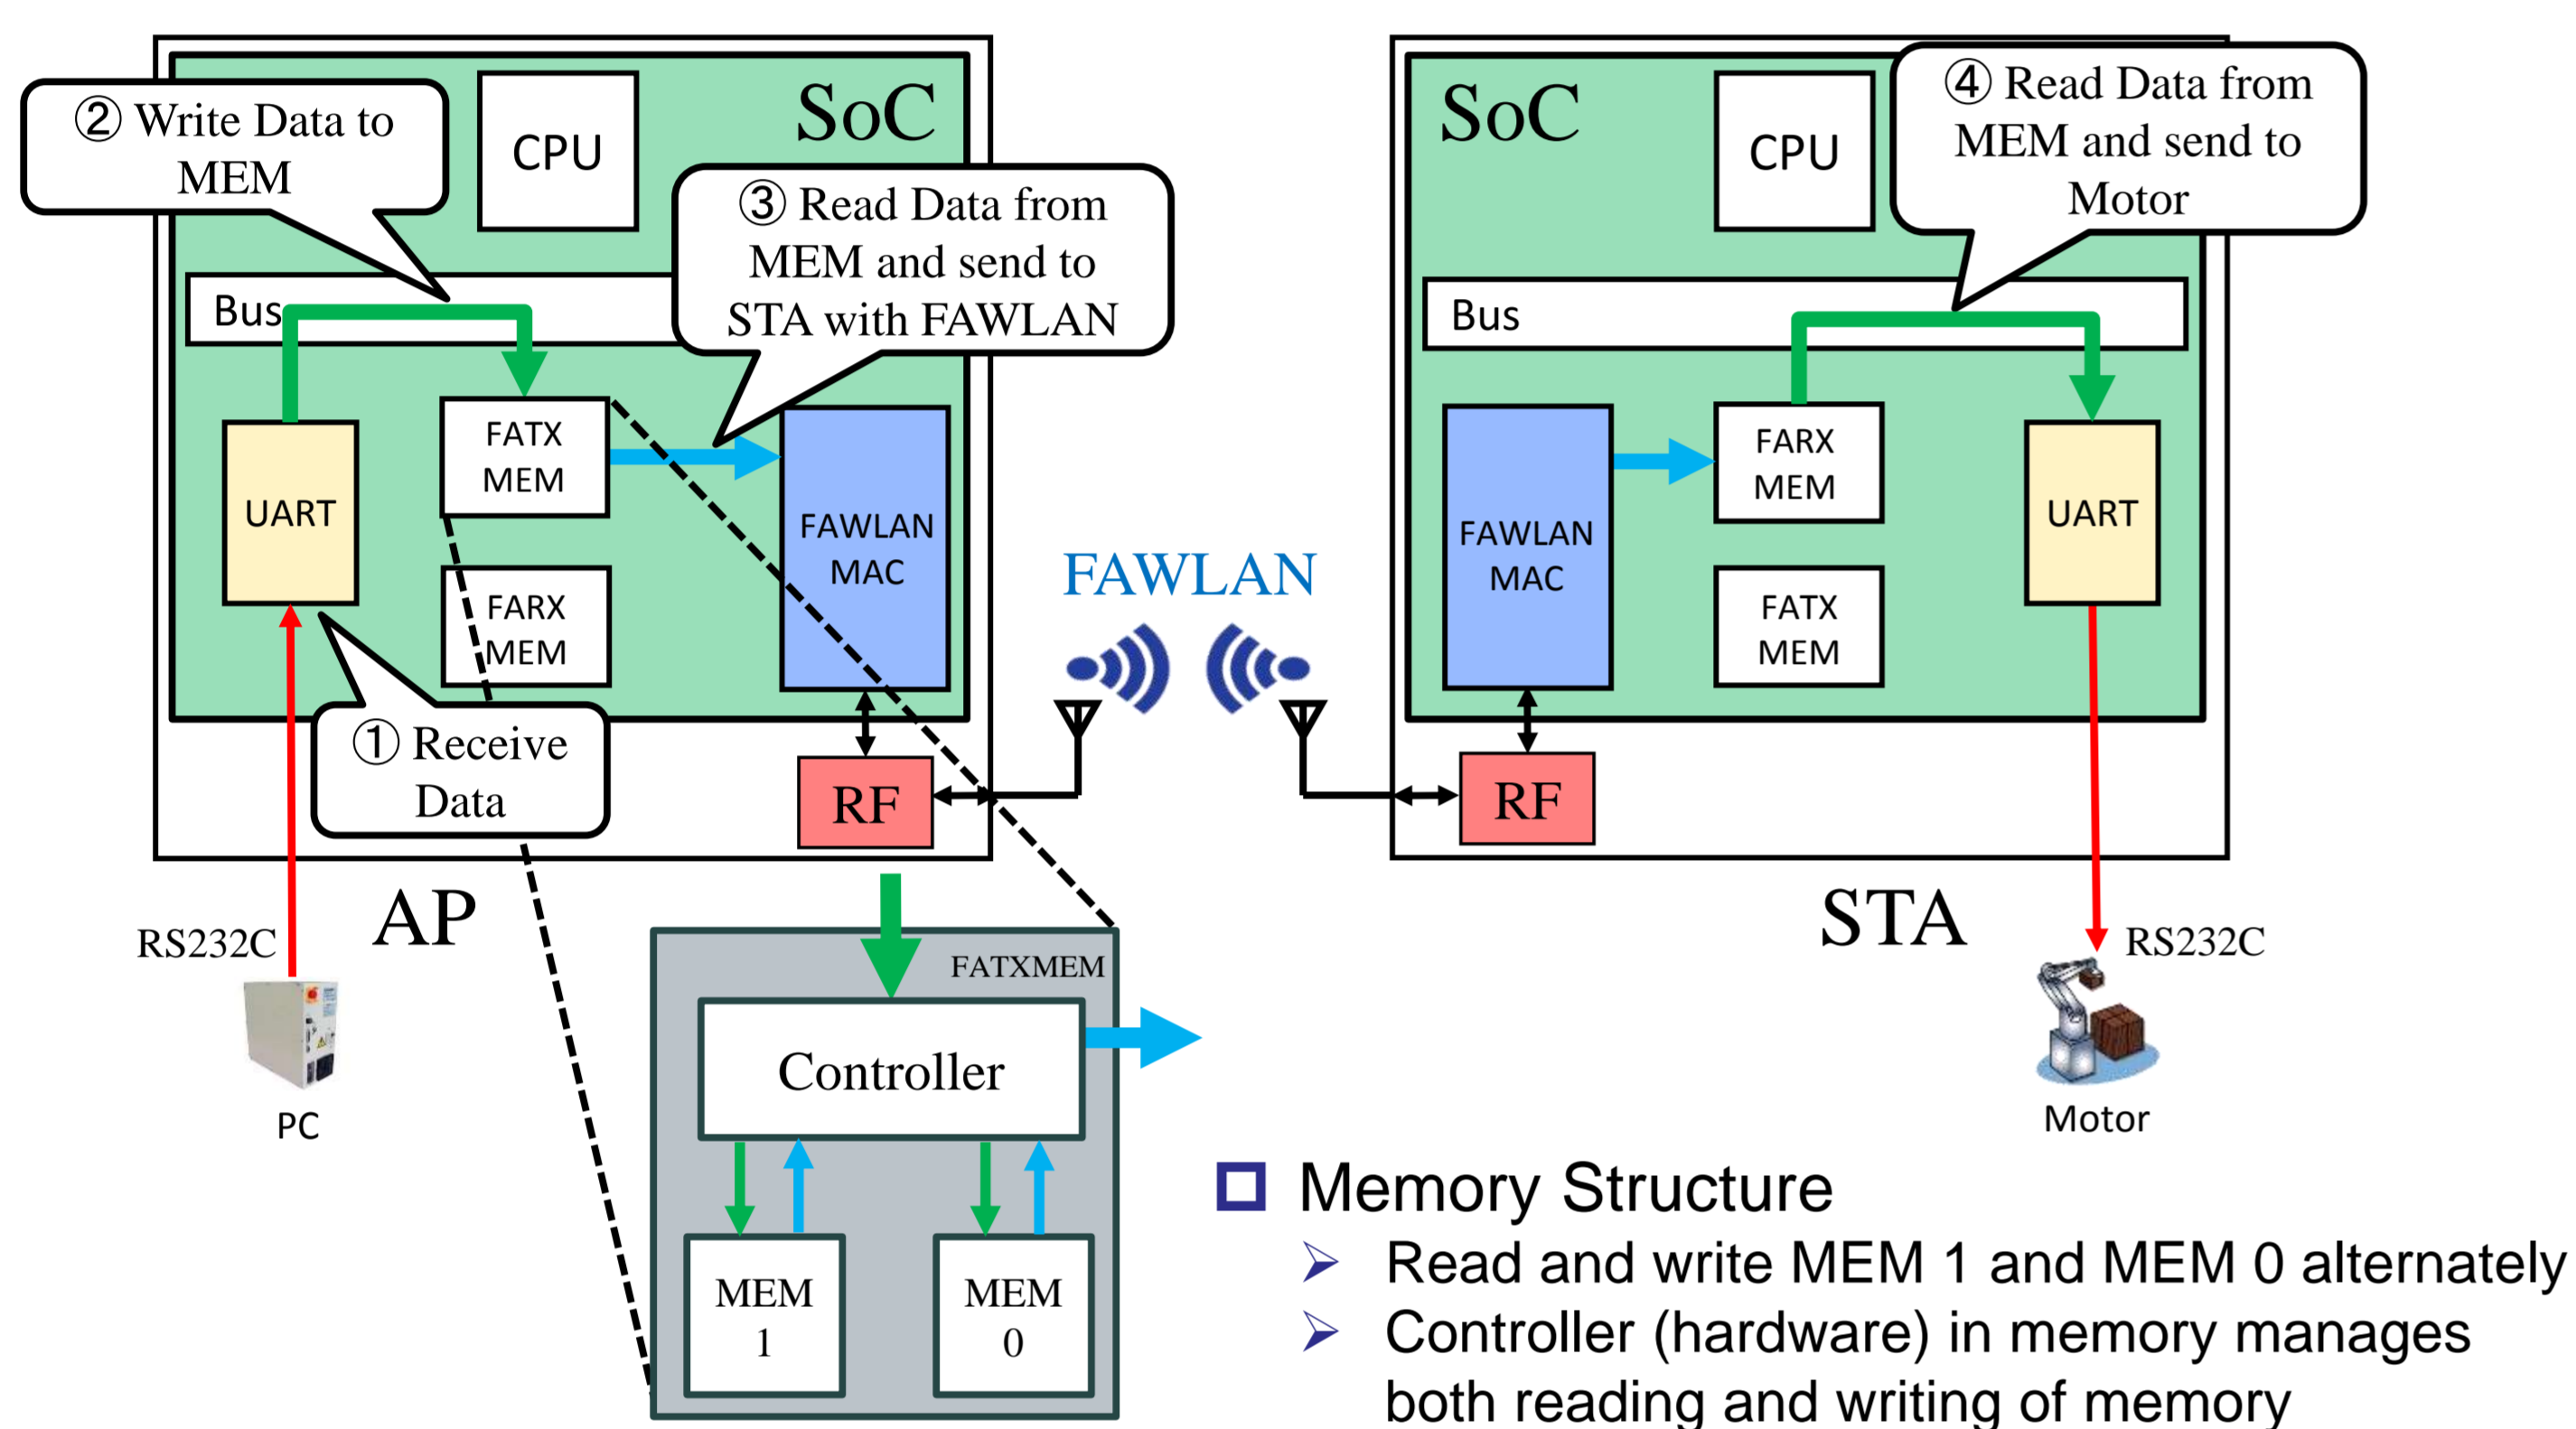 ② Write Data to
MEM
CPU
SoC
③ Read Data from
MEM and send to
STA with FAWLAN
Bus
UART
FATX
MEM
FARX
MEM
FAWLAN
MAC
① Receive
Data
RF
AP
RS232C
PC
FAWLAN
SoC
CPU
④ Read Data from
MEM and send to
Motor
Bus
FAWLAN
MAC
FARX
MEM
FATX
MEM
UART
RF
STA
RS232C
Motor
FATXMEM
Controller
MEM
1
MEM
0
Memory Structure
Read and write MEM 1 and MEM 0 alternately
Controller (hardware) in memory manages
both reading and writing of memory